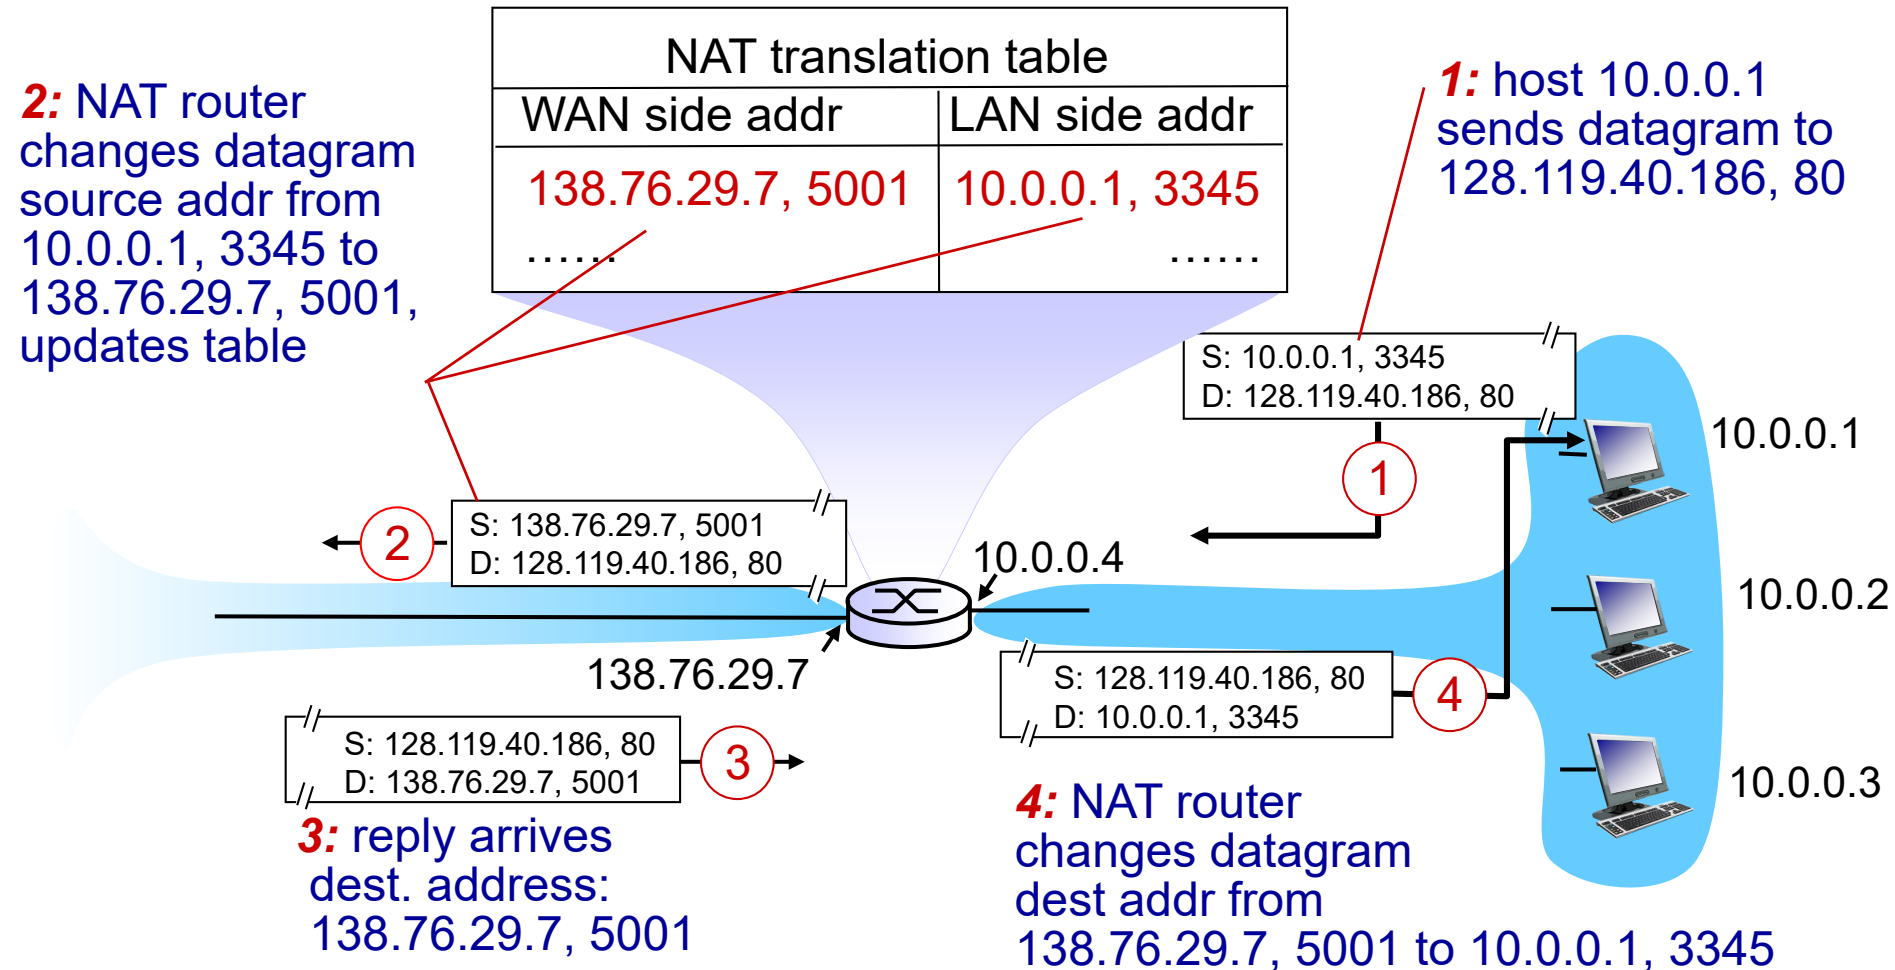 NAT translation table
WAN side addr
LAN side addr
138.76.29.7, 5001
10.0.0.1, 3345
......
......
2: NAT router
changes datagram
source addr from
10.0.0.1, 3345 to
138.76.29.7, 5001,
updates table
1: host 10.0.0.1
sends datagram to
128.119.40.186, 80
S: 10.0.0.1, 3345
D: 128.119.40.186, 80
1
10.0.0.1
2
S: 138.76.29.7, 5001
D: 128.119.40.186, 80
10.0.0.4
10.0.0.2
138.76.29.7
S: 128.119.40.186, 80
D: 10.0.0.1, 3345
4
S: 128.119.40.186, 80
D: 138.76.29.7, 5001
3
10.0.0.3
3: reply arrives
dest. address:
138.76.29.7, 5001
4: NAT router
changes datagram
dest addr from
138.76.29.7, 5001 to 10.0.0.1, 3345